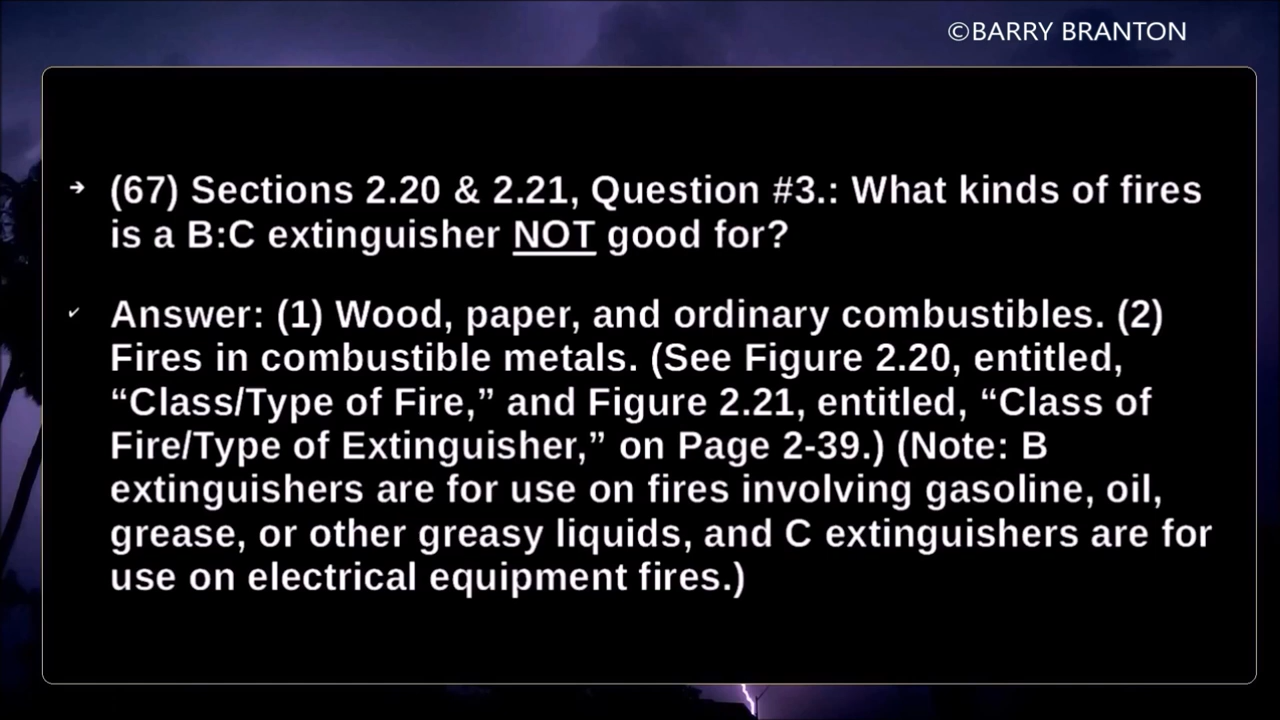 ©BARRY BRANTON
(67) Sections 2.20 & 2.21, Question #3.: What kinds of fires
is a B:C extinguisher NOT good for?
Answer: (1) Wood, paper, and ordinary combustibles. (2)
Fires in combustible metals. (See Figure 2.20, entitled,
“Class/Type of Fire,” and Figure 2.21, entitled, “Class of
Fire/Type of Extinguisher,” on Page 2-39.) (Note: B
extinguishers are for use on fires involving gasoline, oil,
grease, or other greasy liquids, and C extinguishers are for
use on electrical equipment fires.)